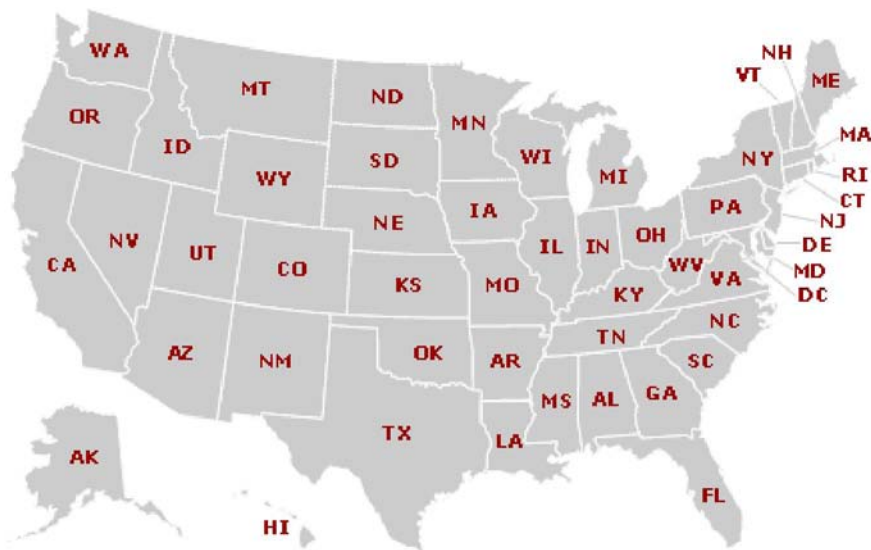 WA
MT
ND
MN
NH
VT
ME
OR
ID
WY
SD
WI
MI
NY
MA
RI
CT
NJ
DE
MD
DC
CA
NV
UT
CO
NE
KS
IA
MO
IL
IN
OH
PA
WV
VA
KY
AZ
NM
OK
AR
TN
NC
SC
TX
LA
MS
AL
GA
FL
AK
HI